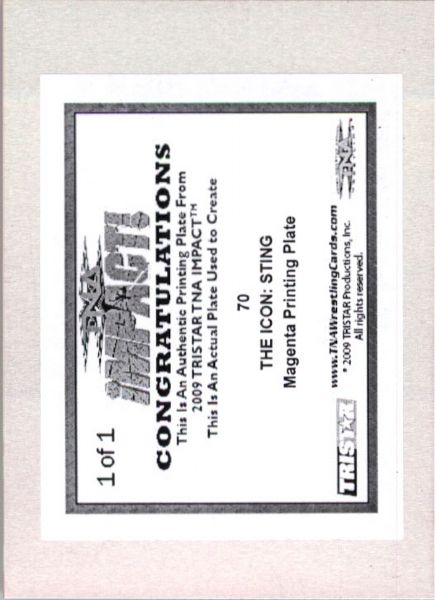 1 of 1
TNA
IMPACT!
CONGRATULATIONS
This Is An Authentic Printing Plate From
2009 TRISTAR TNA IMPACT™
This Is An Actual Plate Used to Create
70
THE ICON: STING
Magenta Printing Plate
TRISTAR
www.TNAWrestlingCards.com
* 2009 TRISTAR Productions, Inc.
All rights reserved.
TNA